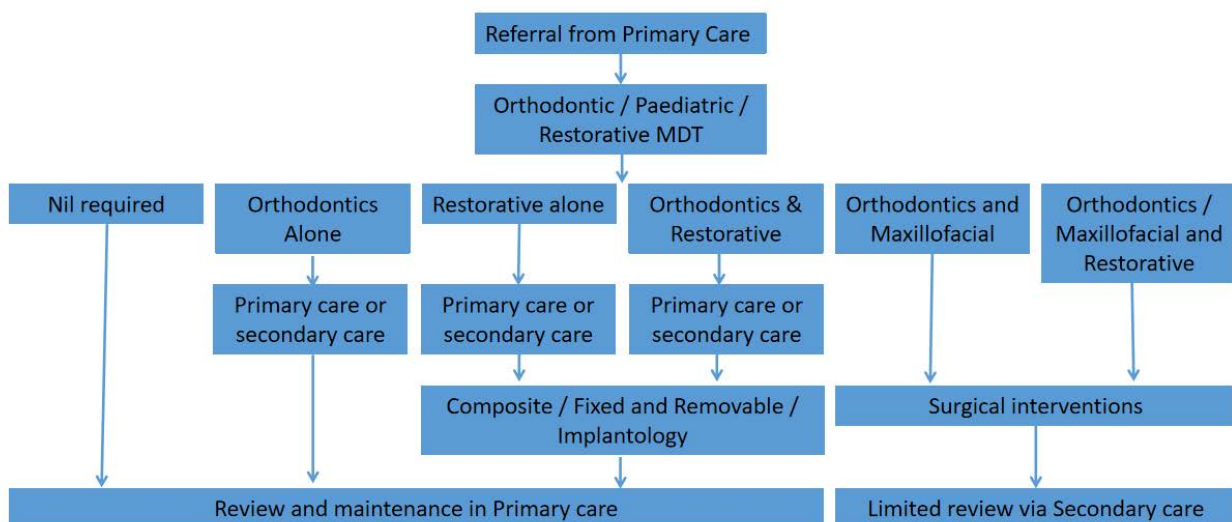 Referral from Primary Care
Orthodontic / Paediatric /
Restorative MDT
Nil required
Orthodontics
Alone
Restorative alone
Orthodontics &
Restorative
Orthodontics and
Maxillofacial
Orthodontics /
Maxillofacial and
Restorative
Primary care or
secondary care
Primary care or
secondary care
Primary care or
secondary care
Composite / Fixed and Removable /
Implantology
Surgical interventions
Review and maintenance in Primary care
Limited review via Secondary care